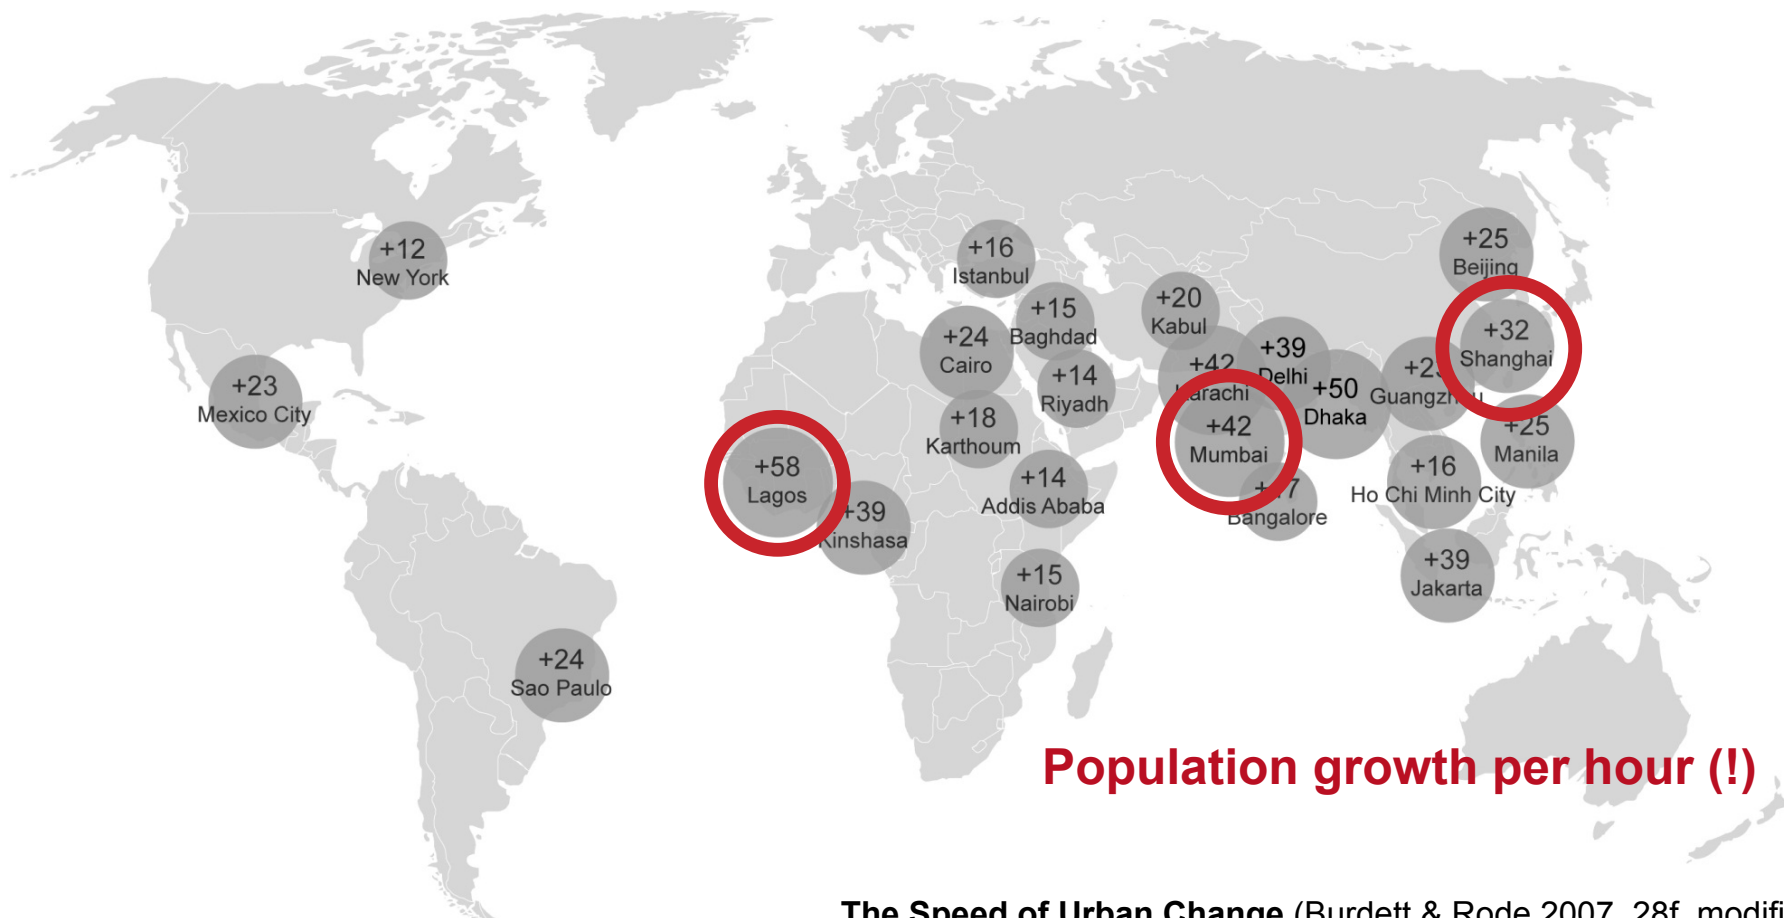 +12
New York
+23
Mexico City
+24
Sao Paulo
+16
Istanbul
+15
Baghdad
+24
Cairo
+14
Riyadh
+18
Karthoum
+58
Lagos
+39
Kinshasa
+14
Addis Ababa
+15
Nairobi
+20
Kabul
+42
Karachi
+39
Delhi
+50
Dhaka
+42
Mumbai
Bangalore
+25
Beijing
+32
Shanghai
Guangzhou
+25
Manila
+16
Ho Chi Minh City
+39
Jakarta
Population growth per hour (!)
The Speed of Urban Change (Burdett & Rode 2007, 28f, modifi